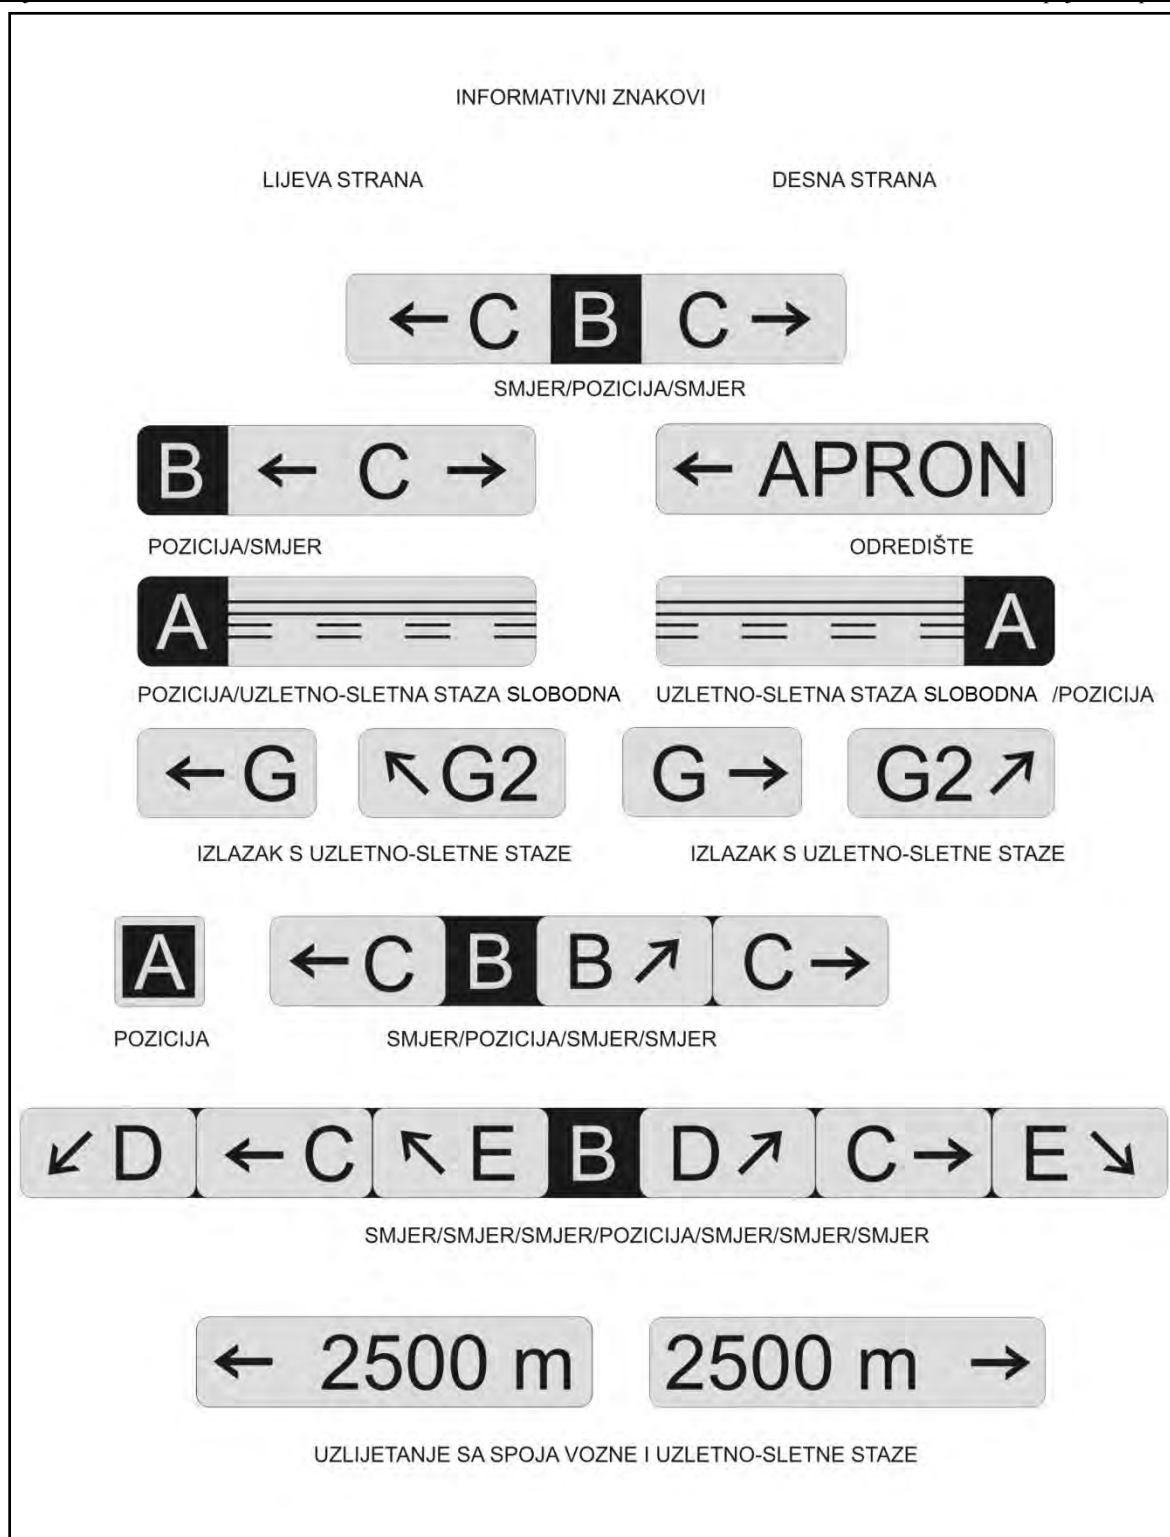 INFORMATIVNI ZNAKOVI
LIJEVA STRANA DESNA STRANA
← C B C →
SMJER/POZICIJA/SMJER
B ← C → ← APRON
POZICIJA/SMJER ODREDIŠTE
A A
POZICIJA/UZLETNO-SLETNA STAZA SLOBODNA UZLETNO-SLETNA STAZA SLOBODNA /POZICIJA
← G ↖ G2 G → G2 ↗
IZLAZAK S UZLETNO-SLETNE STAZE IZLAZAK S UZLETNO-SLETNE STAZE
A ← C B B ↗ C →
POZICIJA SMJER/POZICIJA/SMJER/SMJER
↙ D ← C ↖ E B D ↗ C → E ↘
SMJER/SMJER/SMJER/POZICIJA/SMJER/SMJER/SMJER
← 2500 m 2500 m →
UZLIJETANJE SA SPOJA VOZNE I UZLETNO-SLETNE STAZE